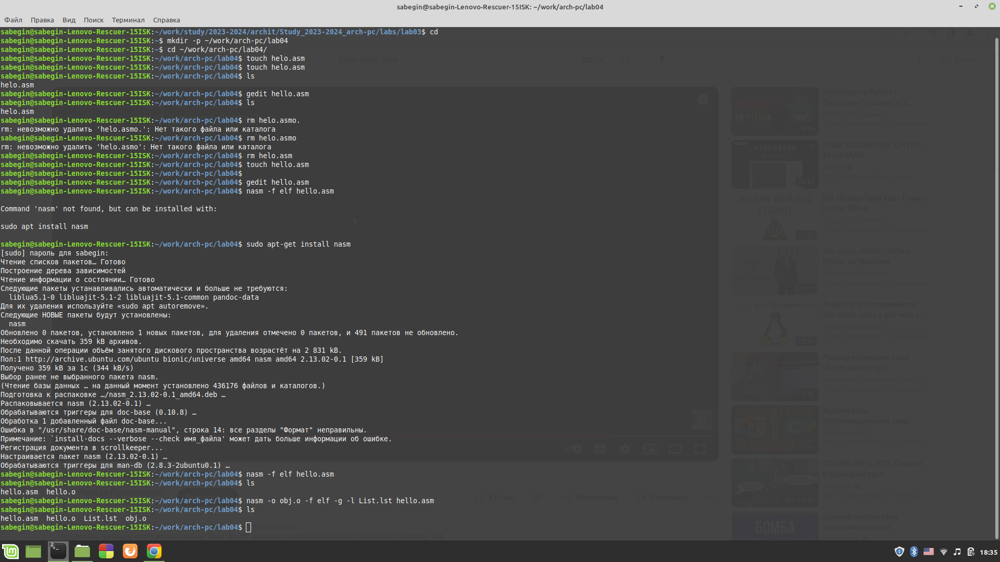 sabegin@sabegin-Lenovo-Rescuer-15ISK: ~/work/arch-pc/lab04
Файл Правка Вид Поиск Терминал Справка
sabegin@sabegin-Lenovo-Rescuer-15ISK:~/work/study/2023-2024/archit/Study_2023-2024_arch-pc/labs/lab03$ cd
sabegin@sabegin-Lenovo-Rescuer-15ISK:~$ mkdir -p ~/work/arch-pc/lab04
sabegin@sabegin-Lenovo-Rescuer-15ISK:~$ cd ~/work/arch-pc/lab04/
sabegin@sabegin-Lenovo-Rescuer-15ISK:~/work/arch-pc/lab04$ touch helo.asm
sabegin@sabegin-Lenovo-Rescuer-15ISK:~/work/arch-pc/lab04$ touch helo.asm
sabegin@sabegin-Lenovo-Rescuer-15ISK:~/work/arch-pc/lab04$ ls
helo.asm
sabegin@sabegin-Lenovo-Rescuer-15ISK:~/work/arch-pc/lab04$ gedit hello.asm
sabegin@sabegin-Lenovo-Rescuer-15ISK:~/work/arch-pc/lab04$ ls
helo.asm
sabegin@sabegin-Lenovo-Rescuer-15ISK:~/work/arch-pc/lab04$ rm helo.asmo.
rm: невозможно удалить 'helo.asmo.': Нет такого файла или каталога
sabegin@sabegin-Lenovo-Rescuer-15ISK:~/work/arch-pc/lab04$ rm helo.asmo
rm: невозможно удалить 'helo.asmo': Нет такого файла или каталога
sabegin@sabegin-Lenovo-Rescuer-15ISK:~/work/arch-pc/lab04$ rm helo.asm
sabegin@sabegin-Lenovo-Rescuer-15ISK:~/work/arch-pc/lab04$ touch hello.asm
sabegin@sabegin-Lenovo-Rescuer-15ISK:~/work/arch-pc/lab04$
sabegin@sabegin-Lenovo-Rescuer-15ISK:~/work/arch-pc/lab04$ gedit hello.asm
sabegin@sabegin-Lenovo-Rescuer-15ISK:~/work/arch-pc/lab04$ nasm -f elf hello.asm
Command 'nasm' not found, but can be installed with:
sudo apt install nasm
sabegin@sabegin-Lenovo-Rescuer-15ISK:~/work/arch-pc/lab04$ sudo apt-get install nasm
[sudo] пароль для sabegin:
Чтение списков пакетов… Готово
Построение дерева зависимостей
Чтение информации о состоянии… Готово
Следующие пакеты устанавливались автоматически и больше не требуются:
liblua5.1-0 libluajit-5.1-2 libluajit-5.1-common pandoc-data
Для их удаления используйте «sudo apt autoremove».
Следующие НОВЫЕ пакеты будут установлены:
nasm
Обновлено 0 пакетов, установлено 1 новых пакетов, для удаления отмечено 0 пакетов, и 491 пакетов не обновлено.
Необходимо скачать 359 kB архивов.
После данной операции объём занятого дискового пространства возрастёт на 2 831 kB.
Пол:1 http://archive.ubuntu.com/ubuntu bionic/universe amd64 nasm amd64 2.13.02-0.1 [359 kB]
Получено 359 kB за 1с (344 kB/s)
Выбор ранее не выбранного пакета nasm.
(Чтение базы данных … на данный момент установлено 436176 файлов и каталогов.)
Подготовка к распаковке …/nasm_2.13.02-0.1_amd64.deb …
Распаковывается nasm (2.13.02-0.1) …
Обрабатываются триггеры для doc-base (0.10.8) …
Обработка 1 добавленный файл doc-base...
Ошибка в "/usr/share/doc-base/nasm-manual", строка 14: все разделы "Формат" неправильны.
Примечание: `install-docs --verbose --check имя_файла' может дать больше информации об ошибке.
Регистрация документа в scrollkeeper...
Настраивается пакет nasm (2.13.02-0.1) …
Обрабатываются триггеры для man-db (2.8.3-2ubuntu0.1) …
sabegin@sabegin-Lenovo-Rescuer-15ISK:~/work/arch-pc/lab04$ nasm -f elf hello.asm
sabegin@sabegin-Lenovo-Rescuer-15ISK:~/work/arch-pc/lab04$ ls
hello.asm hello.o
sabegin@sabegin-Lenovo-Rescuer-15ISK:~/work/arch-pc/lab04$ nasm -o obj.o -f elf -g -l List.lst hello.asm
sabegin@sabegin-Lenovo-Rescuer-15ISK:~/work/arch-pc/lab04$ ls
hello.asm hello.o List.lst obj.o
sabegin@sabegin-Lenovo-Rescuer-15ISK:~/work/arch-pc/lab04$
2
18:35